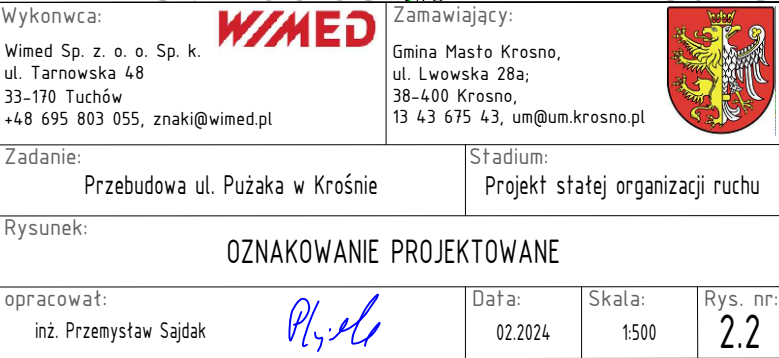 Wykonwca:
WIMED
Wimed Sp. z. o. o. Sp. k.
ul. Tarnowska 48
33-170 Tuchów
+48 695 803 055, znaki@wimed.pl
Zamawiający:
Gmina Masto Krosno,
ul. Lwowska 28a;
38-400 Krosno,
13 43 675 43, um@um.krosno.pl
Zadanie:
Przebudowa ul. Pużaka w Krośnie
Stadium:
Projekt stałej organizacji ruchu
Rysunek:
OZNAKOWANIE PROJEKTOWANE
opracował:
inż. Przemysław Sajdak
Data:
02.2024
Skala:
1:500
Rys. nr:
2.2